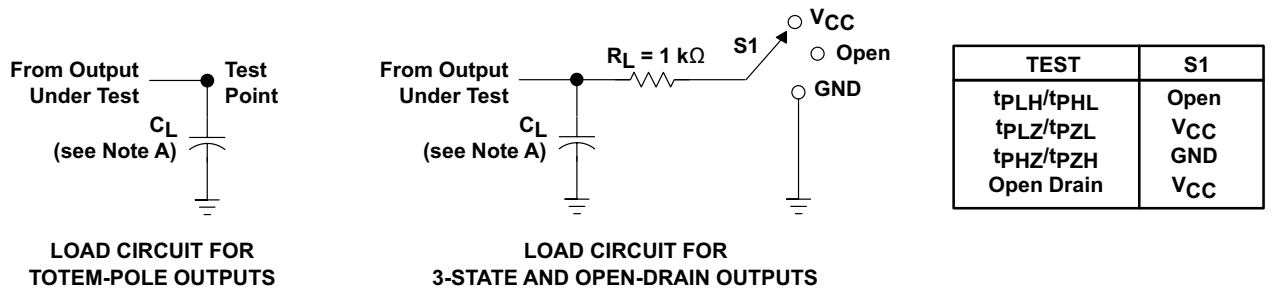 From Output
Under Test
Test
Point
CL
(see Note A)
LOAD CIRCUIT FOR
TOTEM-POLE OUTPUTS
From Output
Under Test
RL = 1 kΩ
S1
VCC
Open
GND
CL
(see Note A)
LOAD CIRCUIT FOR
3-STATE AND OPEN-DRAIN OUTPUTS
TEST S1
tPLH/tPHL Open
tPLZ/tPZL VCC
tPHZ/tPZH GND
Open Drain VCC